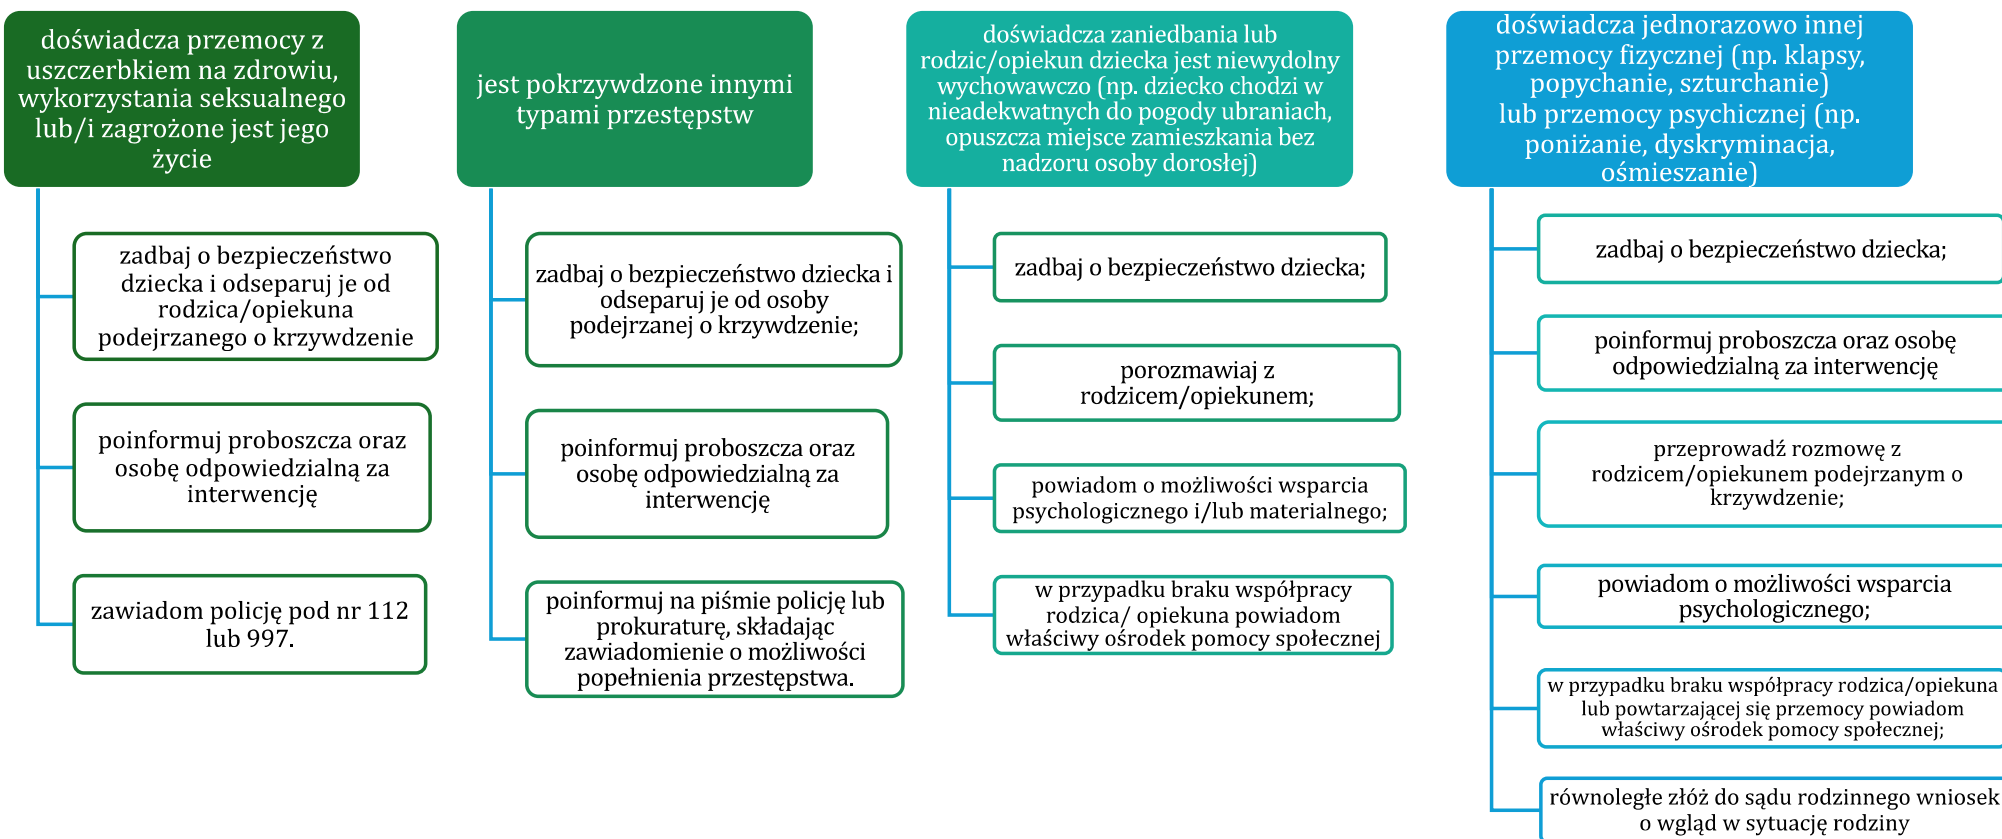 doświadcza przemocy z
uszczerbkiem na zdrowiu,
wykorzystania seksualnego
lub/i zagrożone jest jego
życie
zadbaj o bezpieczeństwo
dziecka i odseparuj je od
rodzica/opiekuna
podejrzanego o krzywdzenie
poinformuj proboszcza oraz
osobę odpowiedzialną za
interwencję
zawiadom policję pod nr 112
lub 997.
jest pokrzywdzone innymi
typami przestępstw
zadbaj o bezpieczeństwo dziecka i
odseparuj je od osoby
podejrzanej o krzywdzenie;
poinformuj proboszcza oraz
osobę odpowiedzialną za
interwencję
poinformuj na piśmie policję lub
prokuraturę, składając
zawiadomienie o możliwości
popełnienia przestępstwa.
doświadcza zaniedbania lub
rodzic/opiekun dziecka jest niewydolny
wychowawczo (np. dziecko chodzi w
nieadekwatnych do pogody ubraniach,
opuszcza miejsce zamieszkania bez
nadzoru osoby dorosłej)
zadbaj o bezpieczeństwo dziecka;
porozmawiaj z
rodzicem/opiekunem;
powiadom o możliwości wsparcia
psychologicznego i/lub materialnego;
w przypadku braku współpracy
rodzica/ opiekuna powiadom
właściwy ośrodek pomocy społecznej
doświadcza jednorazowo innej
przemocy fizycznej (np. klapsy,
popychanie, szturchanie)
lub przemocy psychicznej (np.
poniżanie, dyskryminacja,
ośmieszanie)
zadbaj o bezpieczeństwo dziecka;
poinformuj proboszcza oraz osobę
odpowiedzialną za interwencję
przeprowadź rozmowę z
rodzicem/opiekunem podejrzanym o
krzywdzenie;
powiadom o możliwości wsparcia
psychologicznego;
w przypadku braku współpracy rodzica/opiekuna
lub powtarzającej się przemocy powiadom
właściwy ośrodek pomocy społecznej;
równoległe złóż do sądu rodzinnego wniosek
o wgląd w sytuację rodziny